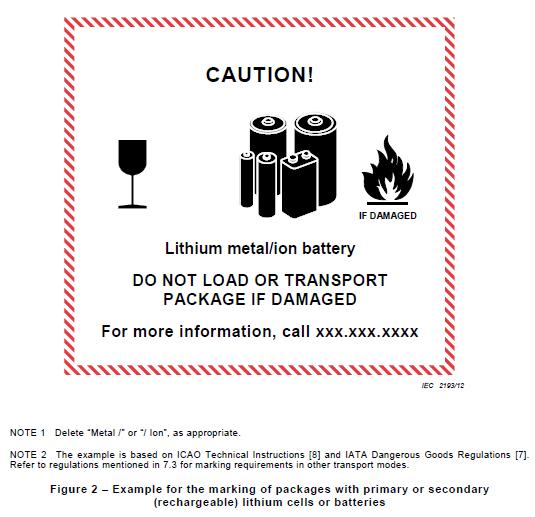 CAUTION!
IF DAMAGED
Lithium metal/ion battery
DO NOT LOAD OR TRANSPORT
PACKAGE IF DAMAGED
For more information, call xxx.xxx.xxxx
IEC 2193/12
NOTE 1 Delete “Metal /” or “/ Ion”, as appropriate.
NOTE 2 The example is based on ICAO Technical Instructions [8] and IATA Dangerous Goods Regulations [7].
Refer to regulations mentioned in 7.3 for marking requirements in other transport modes.
Figure 2 – Example for the marking of packages with primary or secondary
(rechargeable) lithium cells or batteries